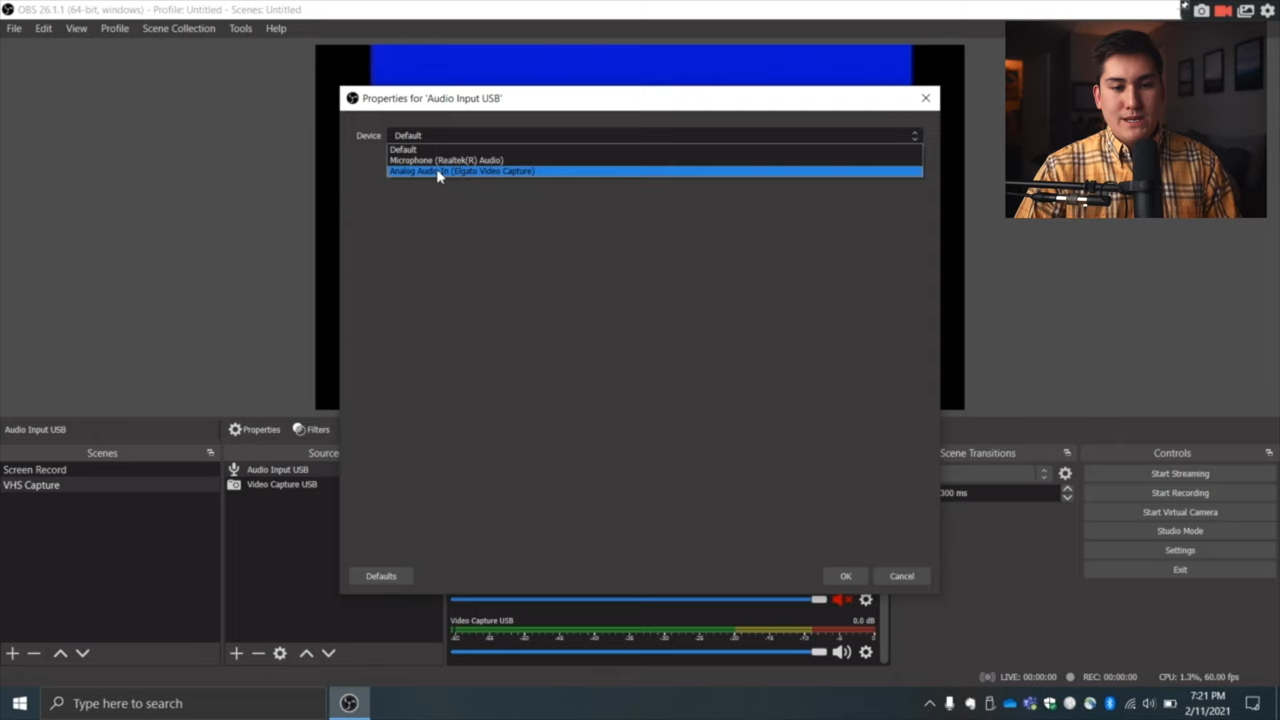 OBS 26.1.1 (64-bit, windows) - Profile: Untitled - Scenes: Untitled
File Edit View Profile Scene Collection Tools Help
Properties for 'Audio Input USB'
Device Default
Default
Microphone (Realtek(R) Audio)
Analog Audio In (Elgato Video Capture)
Defaults OK Cancel
Audio Input USB Properties Filters
Scenes
Screen Record
VHS Capture
Source
Audio Input USB
Video Capture USB
Video Capture USB 0.0 dB
Scene Transitions
300 ms
Controls
Start Streaming
Start Recording
Start Virtual Camera
Studio Mode
Settings
Exit
LIVE: 00:00:00 REC: 00:00:00 CPU: 1.3%, 60.00 fps
Type here to search
7:21 PM
2/11/2021